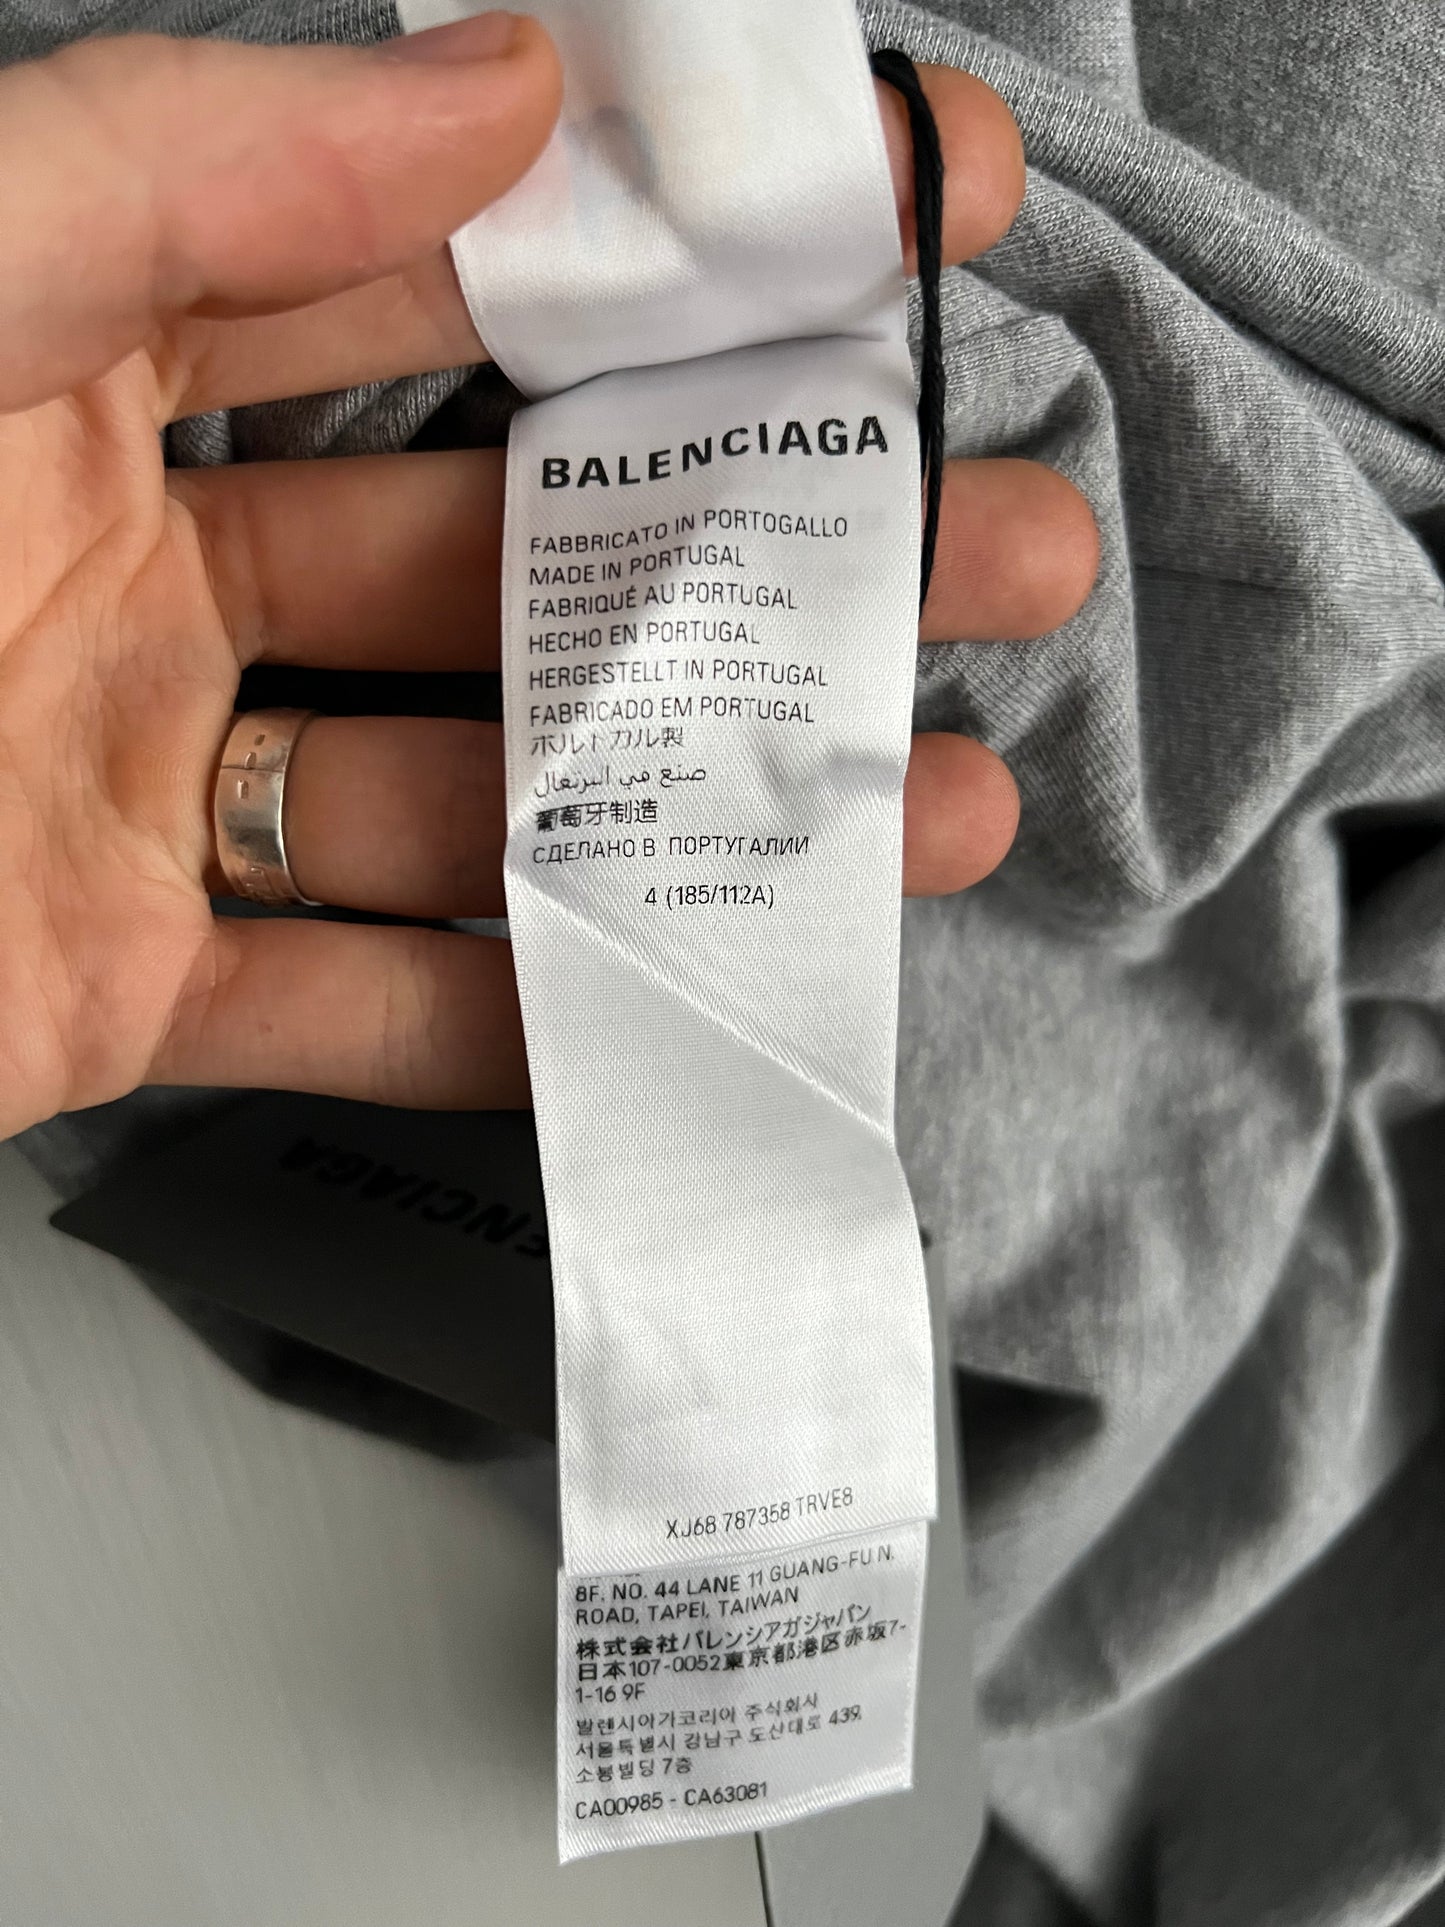 BALENCIAGA
FABBRICATO IN PORTOGALLO
MADE IN PORTUGAL
FABRIQUÉ AU PORTUGAL
HECHO EN PORTUGAL
HERGESTELLT IN PORTUGAL
FABRICADO EM PORTUGAL
ポルトガル製
صنع في البرتغال
葡萄牙制造
СДЕЛАНО В ПОРТУГАЛИИ
4 (185/112A)
XJ68 787358 TRVE8
8F. NO. 44 LANE 11 GUANG-FU N.
ROAD, TAPEI, TAIWAN
株式会社バレンシアガジャパン
日本107-0052東京都港区赤坂7-
1-16 9F
발렌시아가코리아 주식회사
서울특별시 강남구 도산대로 439,
소봉빌딩 7층
CA00985 - CA63081